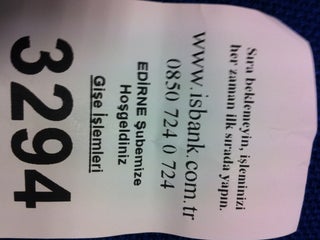 Sıra beklemeyin, işleminizi
her zaman ilk sırada yapın.
www.isbank.com.tr
0850 724 0 724
EDİRNE Şubemize
Hoşgeldiniz
Gişe İşlemleri
3294